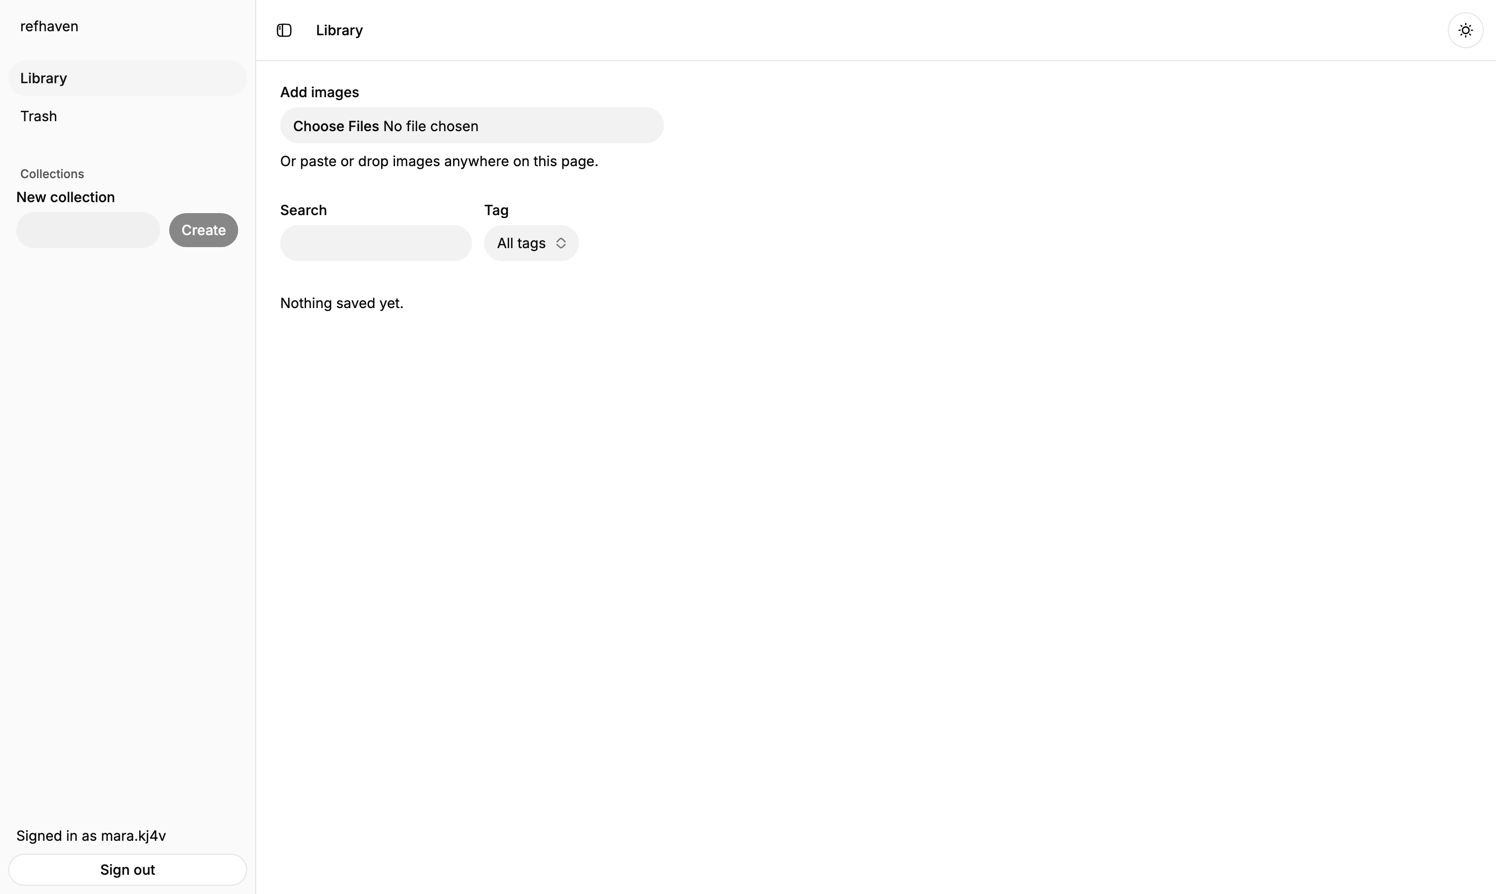 refhaven
Library
Trash
Collections
New collection
Create
Signed in as mara.kj4v
Sign out
Library
Add images
Choose Files No file chosen
Or paste or drop images anywhere on this page.
Search
Tag
All tags
Nothing saved yet.